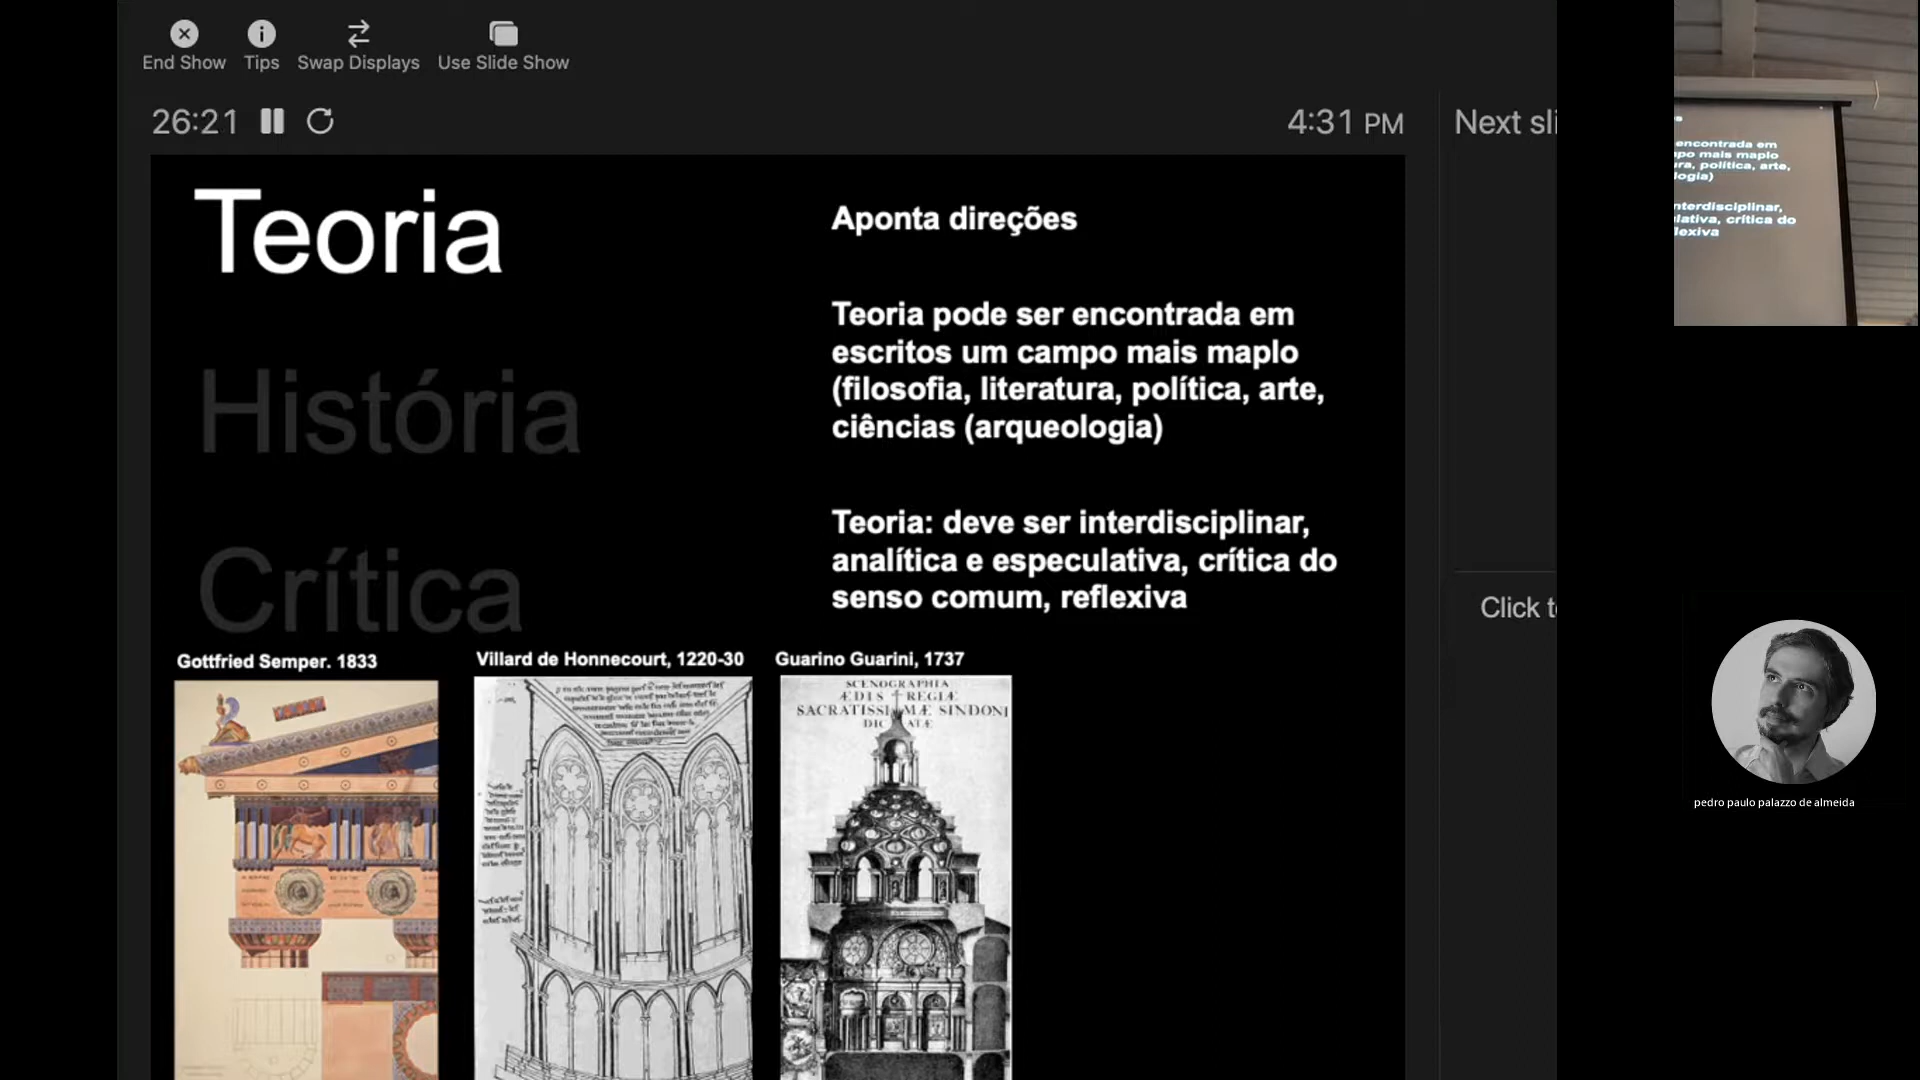 End Show
Tips
Swap Displays
Use Slide Show
26:21
4:31 PM
Next sli
Teoria
História
Crítica
Aponta direções
Teoria pode ser encontrada em
escritos um campo mais maplo
(filosofia, literatura, política, arte,
ciências (arqueologia)
Teoria: deve ser interdisciplinar,
analítica e especulativa, crítica do
senso comum, reflexiva
Gottfried Semper. 1833
Villard de Honnecourt, 1220-30
Guarino Guarini, 1737
SCENOGRAPHIA
ÆDIS REGIÆ
SACRATISSIMÆ SINDONI
DICATÆ
Click t
encontrada em
po mais maplo
ra, política, arte,
logia)
nterdisciplinar,
lativa, crítica do
lexiva
pedro paulo palazzo de almeida